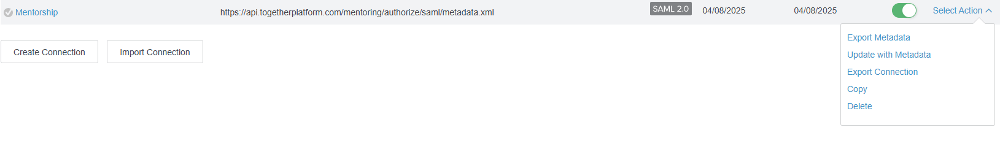 Mentorship https://api.togetherplatform.com/mentoring/authorize/saml/metadata.xml SAML 2.0 04/08/2025 04/08/2025 Select Action
Export Metadata
Update with Metadata
Export Connection
Copy
Delete
Create Connection Import Connection